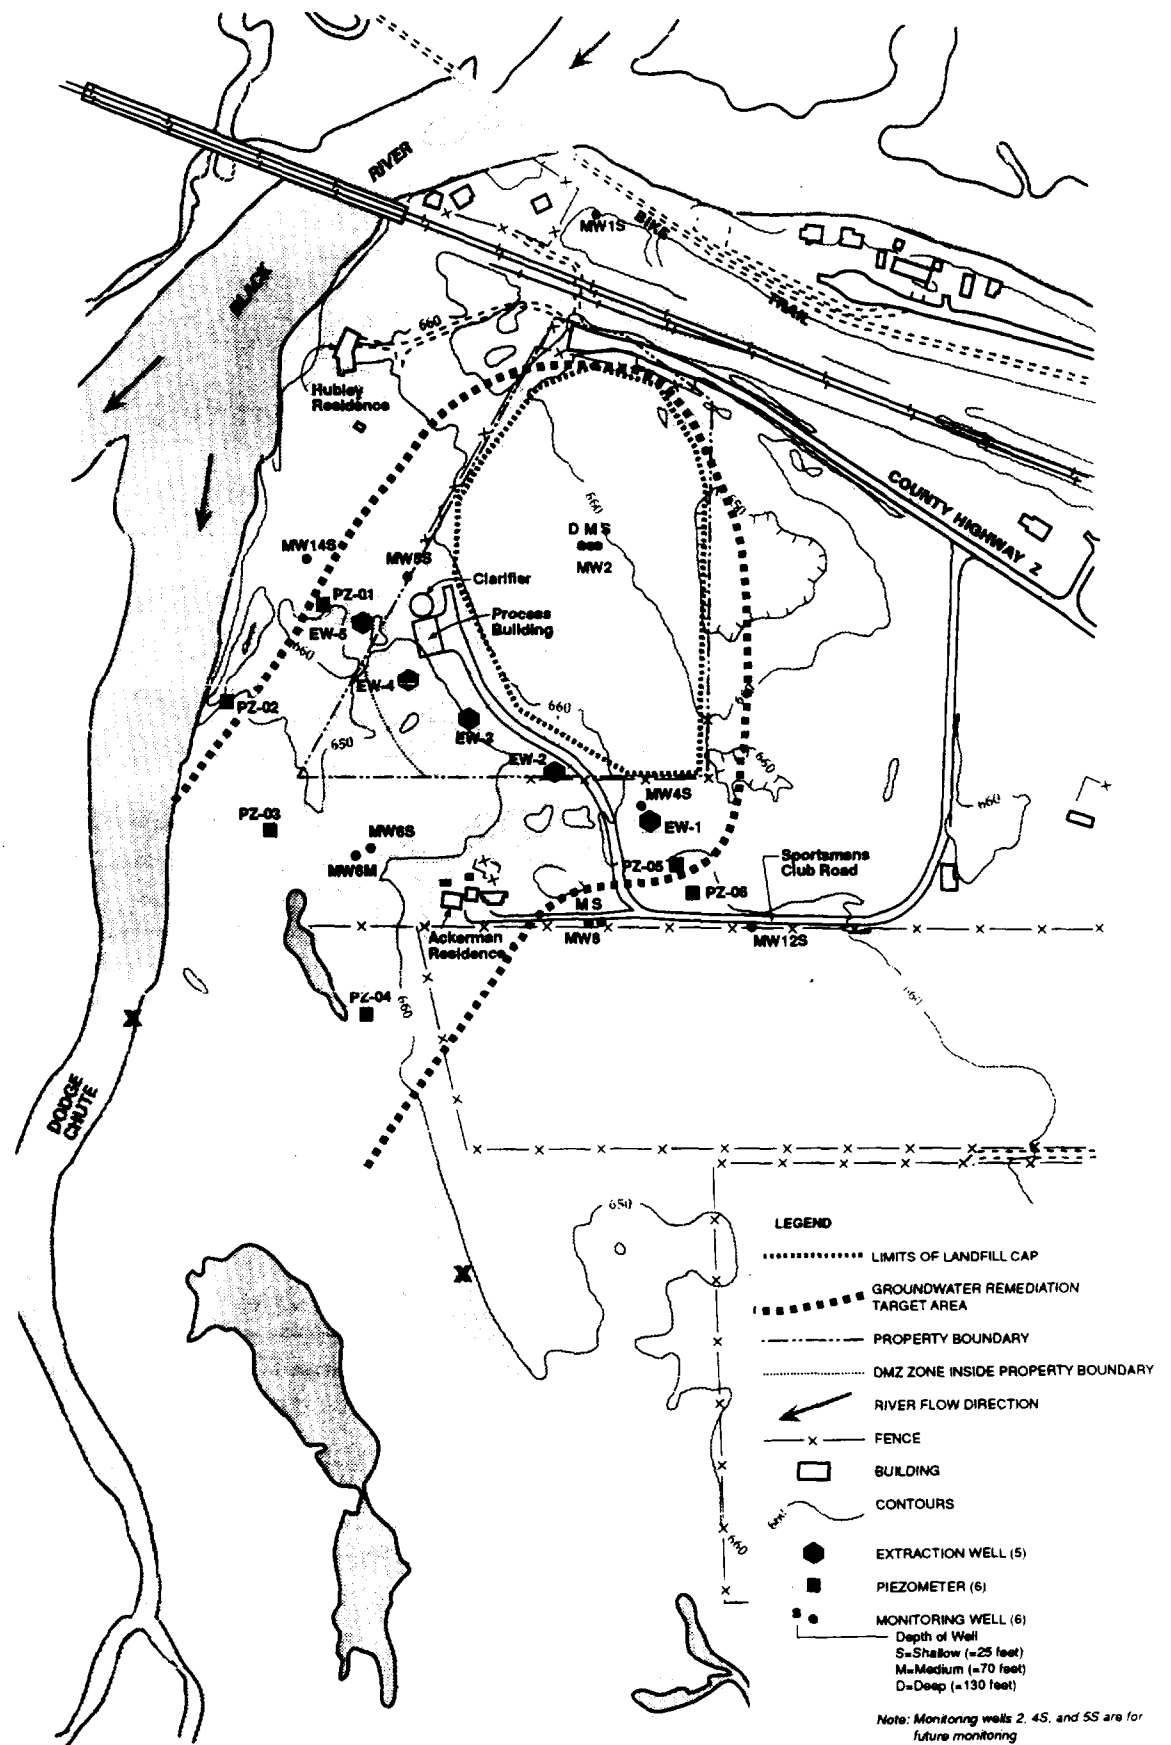 RIVER
MW1S
BIKE
BLACK
TRAIL
660
Hubley
Residence
COUNTY HIGHWAY Z
660
650
D M S
MW2
MW14S
MW5S
Clarifier
PZ-01
Process
Building
EW-5
660
EW-4
PZ-02
660
EW-3
650
EW-2
660
MW4S
660
PZ-03
EW-1
MW6S
MW6M
PZ-05
Sportsmans
Club Road
PZ-06
M S
Ackerman
Residence
MW8
MW12S
PZ-04
660
660
X
DODGE
CHUTE
650
X
LEGEND
LIMITS OF LANDFILL CAP
GROUNDWATER REMEDIATION
TARGET AREA
PROPERTY BOUNDARY
DMZ ZONE INSIDE PROPERTY BOUNDARY
RIVER FLOW DIRECTION
x FENCE
BUILDING
660 CONTOURS
660
EXTRACTION WELL (5)
PIEZOMETER (6)
S MONITORING WELL (6)
Depth of Well
S=Shallow (=25 feet)
M=Medium (=70 feet)
D=Deep (=130 feet)
Note: Monitoring wells 2, 4S, and 5S are for
future monitoring